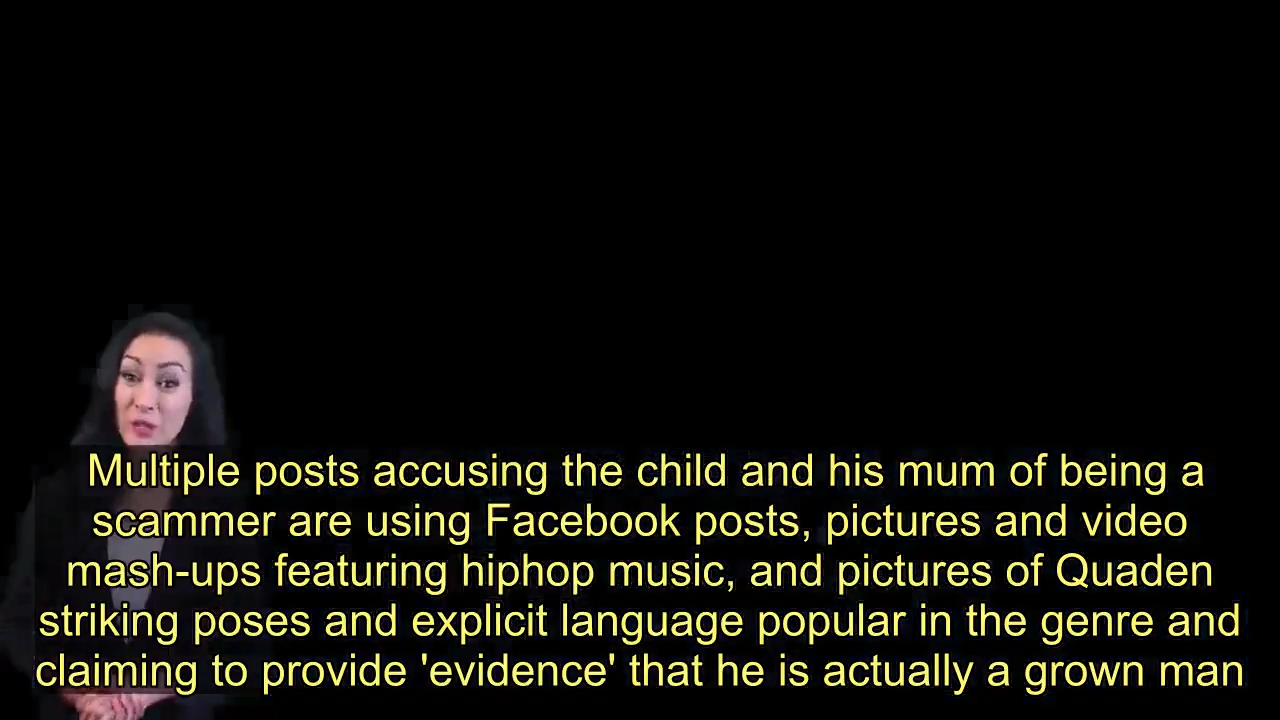 Multiple posts accusing the child and his mum of being a
scammer are using Facebook posts, pictures and video
mash-ups featuring hiphop music, and pictures of Quaden
striking poses and explicit language popular in the genre and
claiming to provide 'evidence' that he is actually a grown man